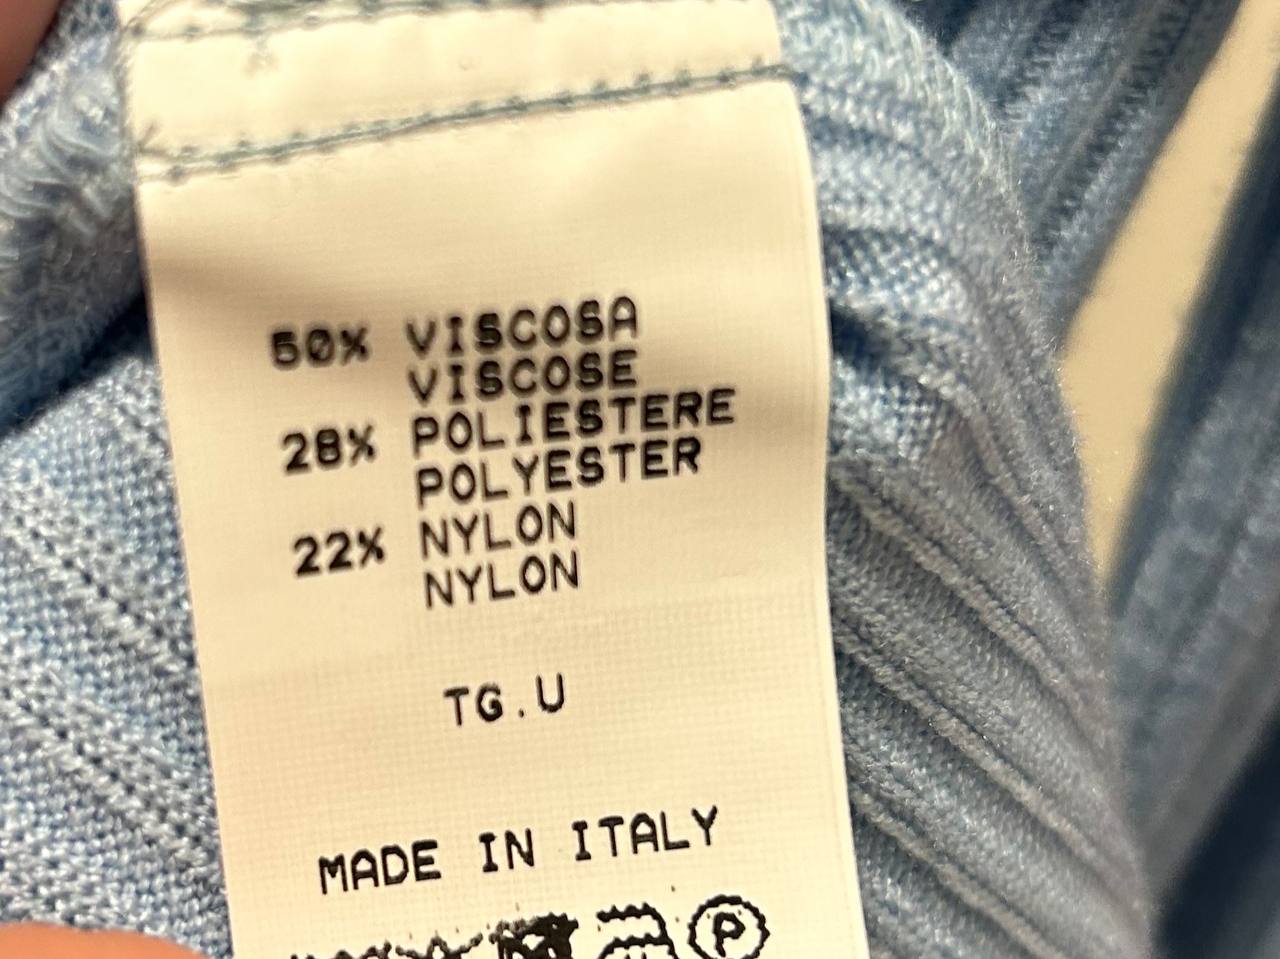 50% VISCOSA
VISCOSE
28% POLIESTERE
POLYESTER
22% NYLON
NYLON
TG.U
MADE IN ITALY
P